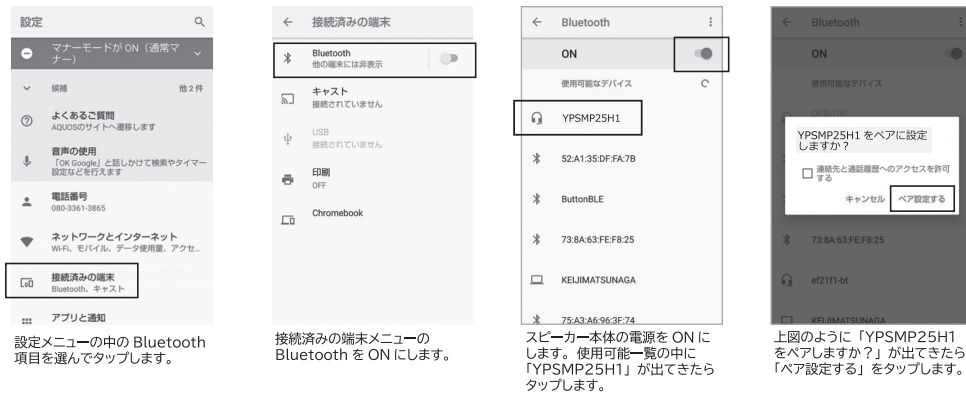 設定
マナーモードが ON（通常マ
ナー）
候補
他 2 件
よくあるご質問
AQUOSのサイトへ遷移します
音声の使用
「OK Google」と話しかけて検索やタイマー
設定などを行えます
電話番号
080-3361-3865
ネットワークとインターネット
Wi-Fi、モバイル、データ使用量、アクセ...
接続済みの端末
Bluetooth、キャスト
アプリと通知
設定メニューの中の Bluetooth
項目を選んでタップします。
接続済みの端末
Bluetooth
他の端末には非表示
キャスト
接続されていません
USB
接続されていません
印刷
OFF
Chromebook
接続済みの端末メニューの
Bluetooth を ON にします。
Bluetooth
ON
使用可能なデバイス
YPSMP25H1
52:A1:35:DF:FA:7B
ButtonBLE
73:8A:63:FE:F8:25
KEIJIMATSUNAGA
75:A3:A6:96:3F:74
スピーカー本体の電源を ON に
します。使用可能一覧の中に
「YPSMP25H1」が出てきたら
タップします。
Bluetooth
ON
使用可能なデバイス
YPSMP25H1 をペアに設定
しますか？
連絡先と通話履歴へのアクセスを許可
する
キャンセル
ペア設定する
73:8A:63:FE:F8:25
ef21f1-bt
KEIJIMATSUNAGA
上図のように「YPSMP25H1
をペアしますか？」が出てきたら
「ペア設定する」をタップします。